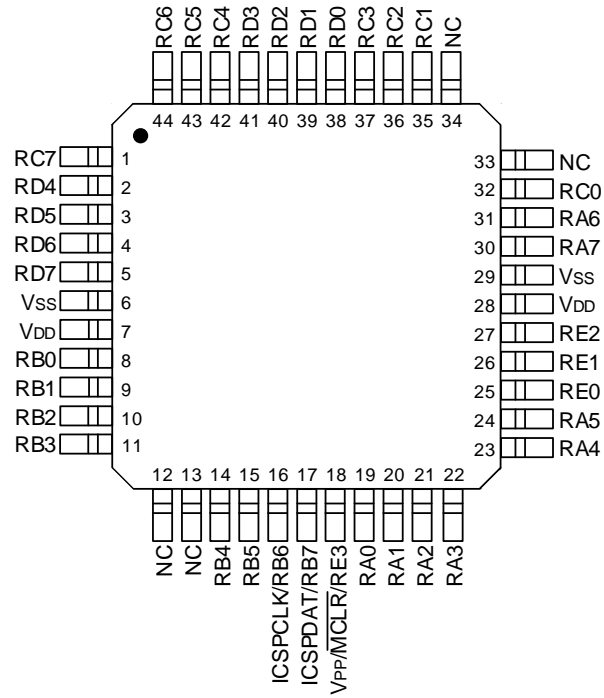 RC6
RC5
RC4
RD3
RD2
RD1
RD0
RC3
RC2
RC1
NC
44
43
42
41
40
39
38
37
36
35
34
RC7 1
RD4 2
RD5 3
RD6 4
RD7 5
VSS 6
VDD 7
RB0 8
RB1 9
RB2 10
RB3 11
33 NC
32 RC0
31 RA6
30 RA7
29 VSS
28 VDD
27 RE2
26 RE1
25 RE0
24 RA5
23 RA4
12
13
14
15
16
17
18
19
20
21
22
NC
NC
RB4
RB5
ICSPCLK/RB6
ICSPDAT/RB7
VPP/MCLR/RE3
RA0
RA1
RA2
RA3